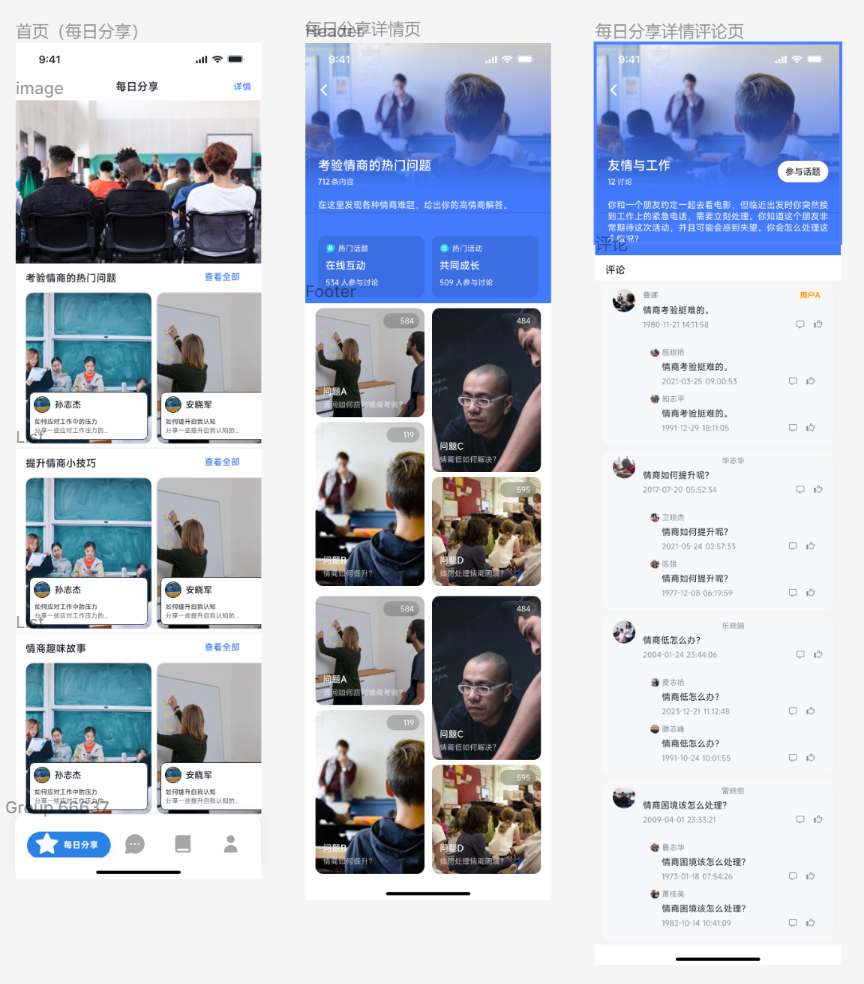 首页（每日分享）
9:41
image
每日分享
详情
考验情商的热门问题
查看全部
孙志杰
如何应对工作中的压力
分享一些应对工作压力的...
安晓军
如何提升自我认知
分享一些提升自我认知的...
List
提升情商小技巧
查看全部
孙志杰
如何应对工作中的压力
分享一些应对工作压力的...
安晓军
如何提升自我认知
分享一些提升自我认知的...
List
情商趣味故事
查看全部
孙志杰
如何应对工作中的压力
分享一些应对工作压力的...
安晓军
如何提升自我认知
分享一些提升自我认知的...
Group 66637
每日分享
每日分享详情页
Header
9:41
考验情商的热门问题
712 条内容
在这里发现各种情商难题，给出你的高情商解答。
热门话题
在线互动
534 人参与讨论
热门活动
共同成长
509 人参与讨论
Footer
584
问题A
如何应对情商考验?
484
问题C
情商值如何解决?
119
问题B
情商如何提升?
595
问题D
如何处理情商困境?
584
问题A
如何应对情商考验?
484
问题C
情商值如何解决?
119
问题B
情商如何提升?
595
问题D
如何处理情商困境?
每日分享详情评论页
9:41
友情与工作
12 讨论
参与话题
你和一个朋友约定一起去看电影，但临近出发时你突然接
到工作上的紧急电话，需要立刻处理。你知道这个朋友非
常期待这次活动，并且可能会感到失望。你会怎么处理这
个情况?
评论
评论
鲁娜
用户A
情商考验挺难的。
1980-11-21 14:11:58
殷晓艳
情商考验挺难的。
2021-03-25 09:00:53
和志平
情商考验挺难的。
1991-12-29 18:11:05
华志华
情商如何提升呢?
2017-07-20 05:52:34
卫晓杰
情商如何提升呢?
2021-05-24 02:57:33
陈强
情商如何提升呢?
1977-12-08 06:19:59
乐晓娟
情商低怎么办?
2004-01-24 23:44:06
费志艳
情商低怎么办?
2023-12-21 11:12:48
滕志峰
情商低怎么办?
1991-10-24 10:01:55
雷晓丽
情商困境该怎么处理?
2009-04-01 23:33:21
鲁志华
情商困境该怎么处理?
1973-01-18 07:54:26
萧桂英
情商困境该怎么处理?
1982-10-14 10:41:09